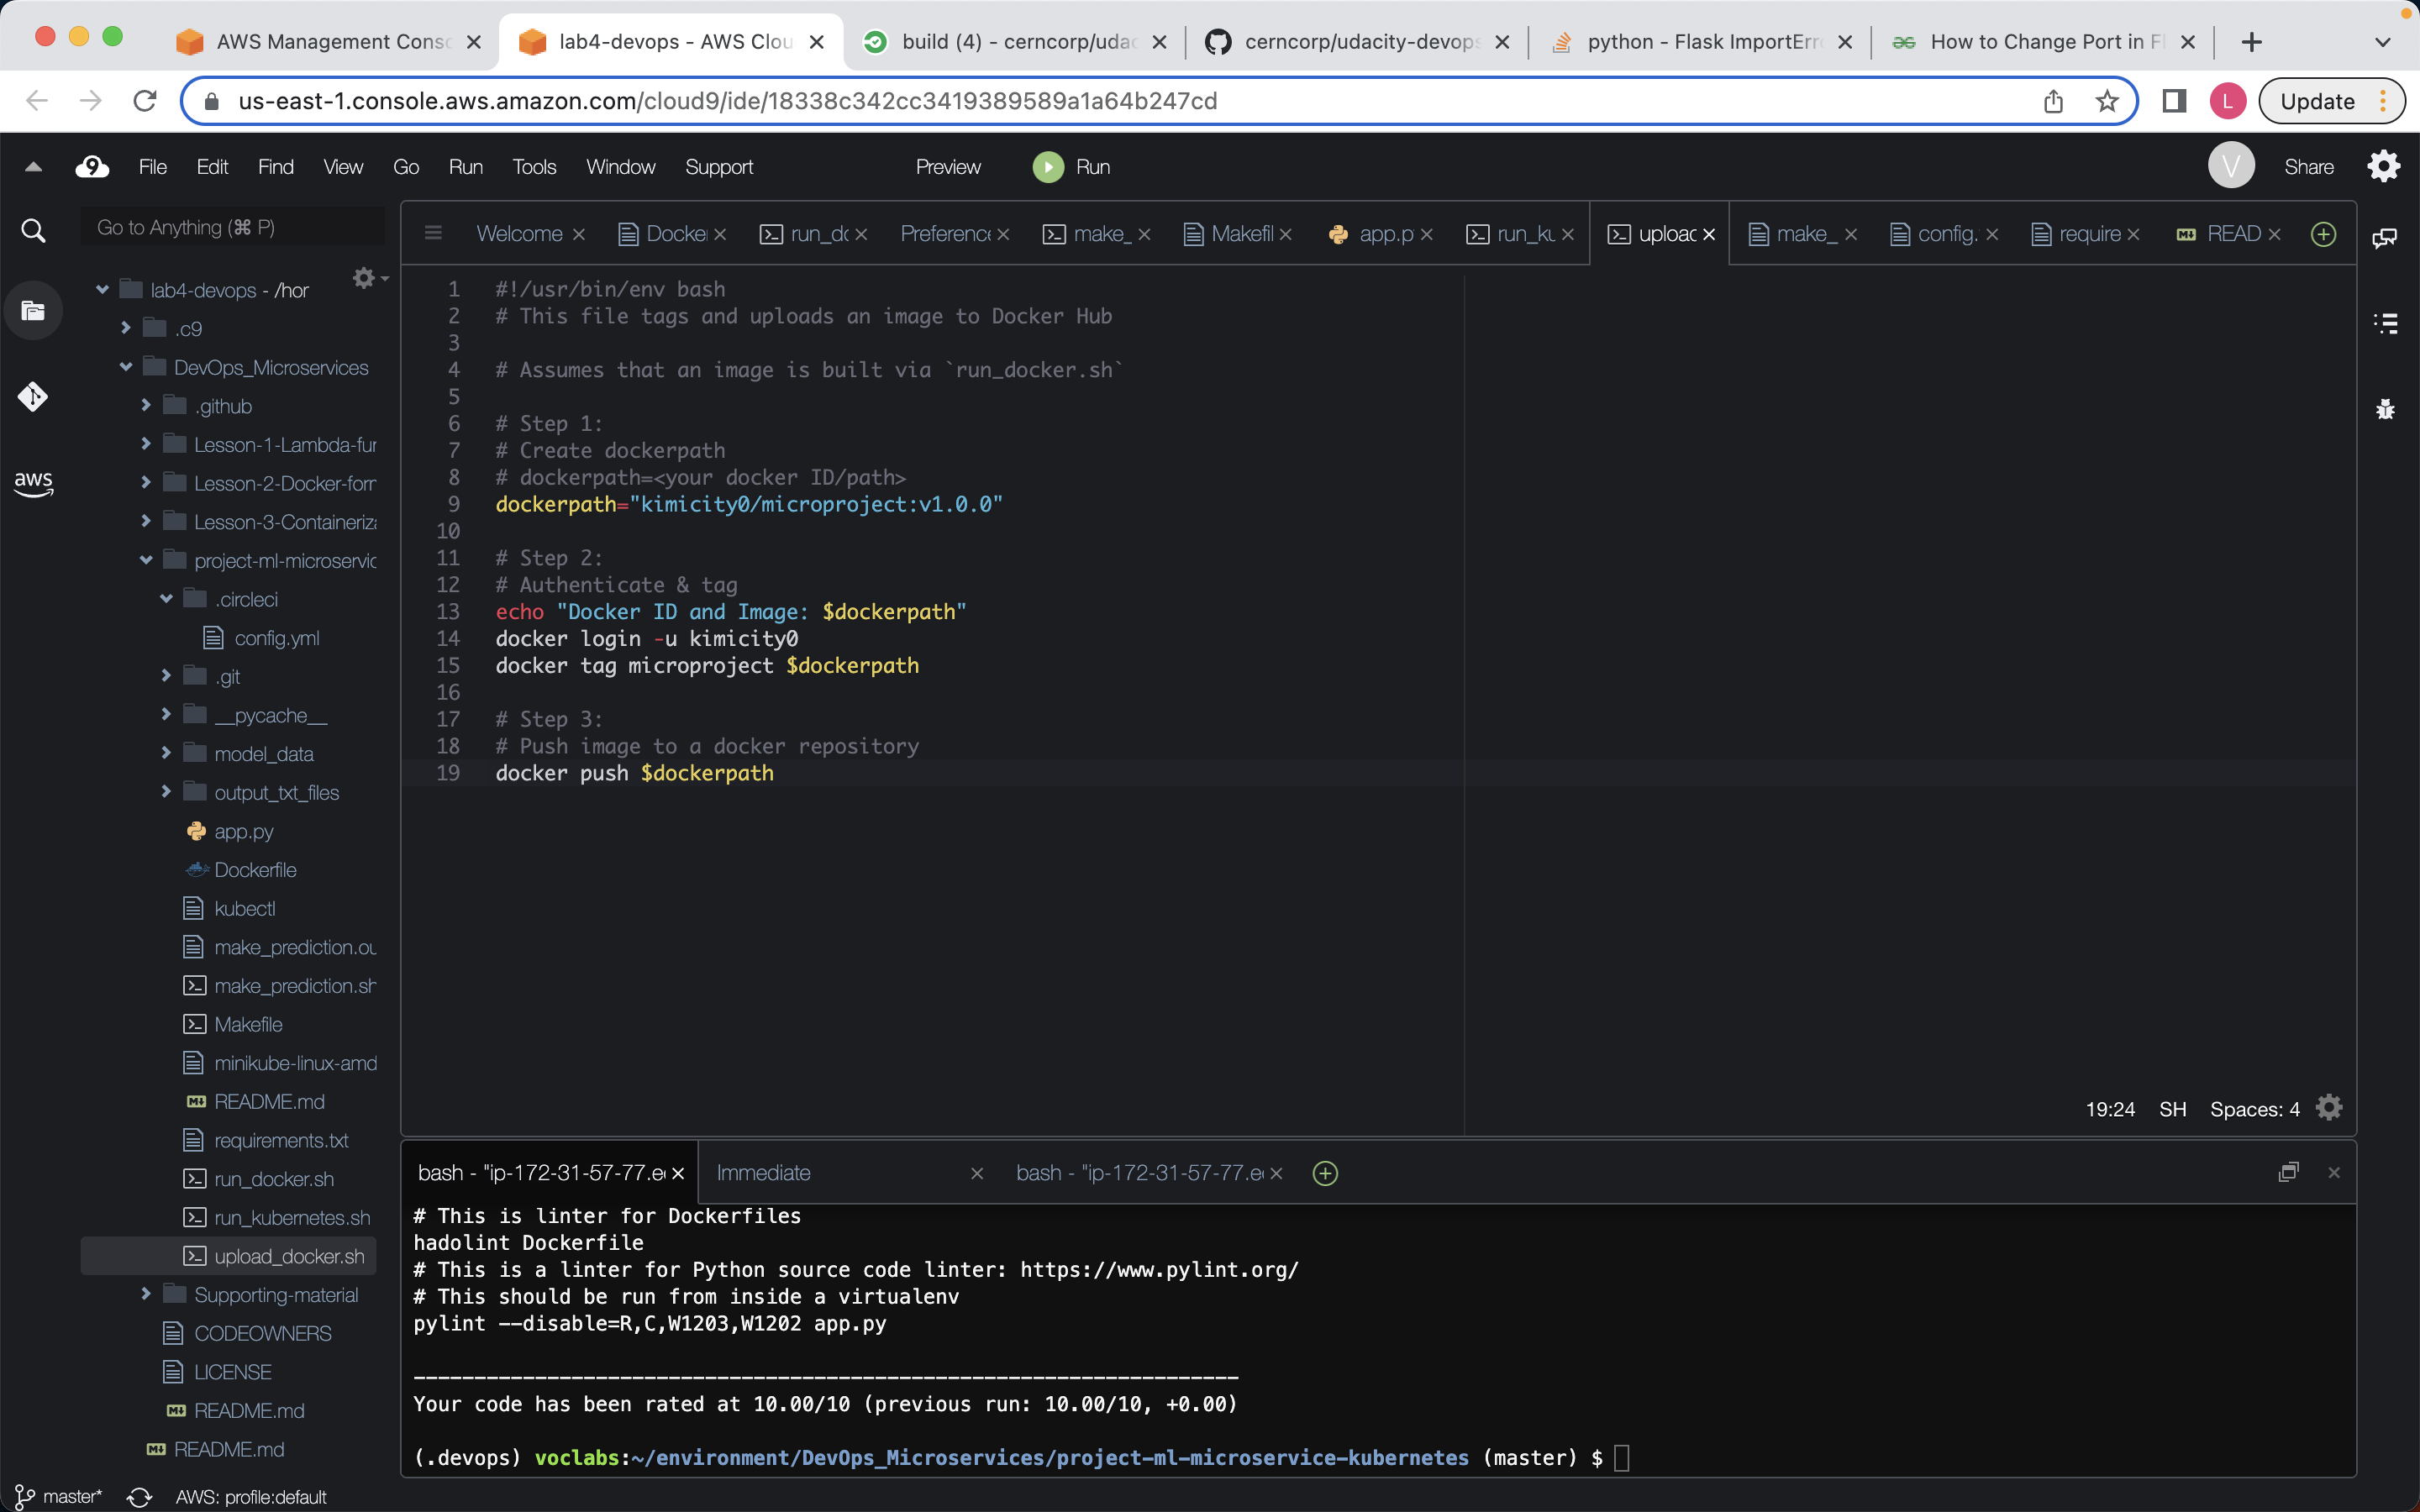 AWS Management Conso
lab4-devops - AWS Clou
build (4) - cerncorp/udac
cerncorp/udacity-devops
python - Flask ImportErro
How to Change Port in Fl
us-east-1.console.aws.amazon.com/cloud9/ide/18338c342cc3419389589a1a64b247cd
L
Update
9 File Edit Find View Go Run Tools Window Support Preview Run V Share
Go to Anything (⌘ P)
Welcome Docker run_do Preference make_ Makefil app.p run_ku upload make_ config. require README
lab4-devops - /hor
.c9
DevOps_Microservices
.github
Lesson-1-Lambda-fun
Lesson-2-Docker-form
Lesson-3-Containeriza
project-ml-microservic
.circleci
config.yml
.git
__pycache__
model_data
output_txt_files
app.py
Dockerfile
kubectl
make_prediction.ou
make_prediction.sh
Makefile
minikube-linux-amd
README.md
requirements.txt
run_docker.sh
run_kubernetes.sh
upload_docker.sh
Supporting-material
CODEOWNERS
LICENSE
README.md
README.md
aws
1 #!/usr/bin/env bash
2 # This file tags and uploads an image to Docker Hub
3
4 # Assumes that an image is built via `run_docker.sh`
5
6 # Step 1:
7 # Create dockerpath
8 # dockerpath=<your docker ID/path>
9 dockerpath="kimicity0/microproject:v1.0.0"
10
11 # Step 2:
12 # Authenticate & tag
13 echo "Docker ID and Image: $dockerpath"
14 docker login -u kimicity0
15 docker tag microproject $dockerpath
16
17 # Step 3:
18 # Push image to a docker repository
19 docker push $dockerpath
19:24 SH Spaces: 4
bash - "ip-172-31-57-77.e Immediate bash - "ip-172-31-57-77.e
# This is linter for Dockerfiles
hadolint Dockerfile
# This is a linter for Python source code linter: https://www.pylint.org/
# This should be run from inside a virtualenv
pylint --disable=R,C,W1203,W1202 app.py
--------------------------------------------------------------------
Your code has been rated at 10.00/10 (previous run: 10.00/10, +0.00)
(.devops) voclabs:~/environment/DevOps_Microservices/project-ml-microservice-kubernetes (master) $
master* AWS: profile:default